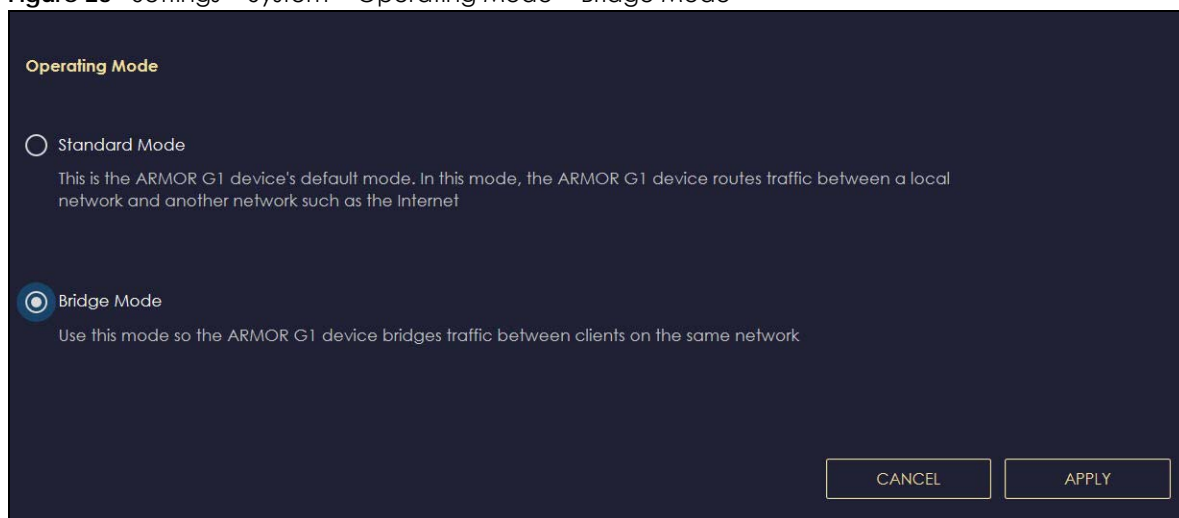 Operating Mode
Standard Mode
This is the ARMOR G1 device's default mode. In this mode, the ARMOR G1 device routes traffic between a local
network and another network such as the Internet
Bridge Mode
Use this mode so the ARMOR G1 device bridges traffic between clients on the same network
CANCEL
APPLY